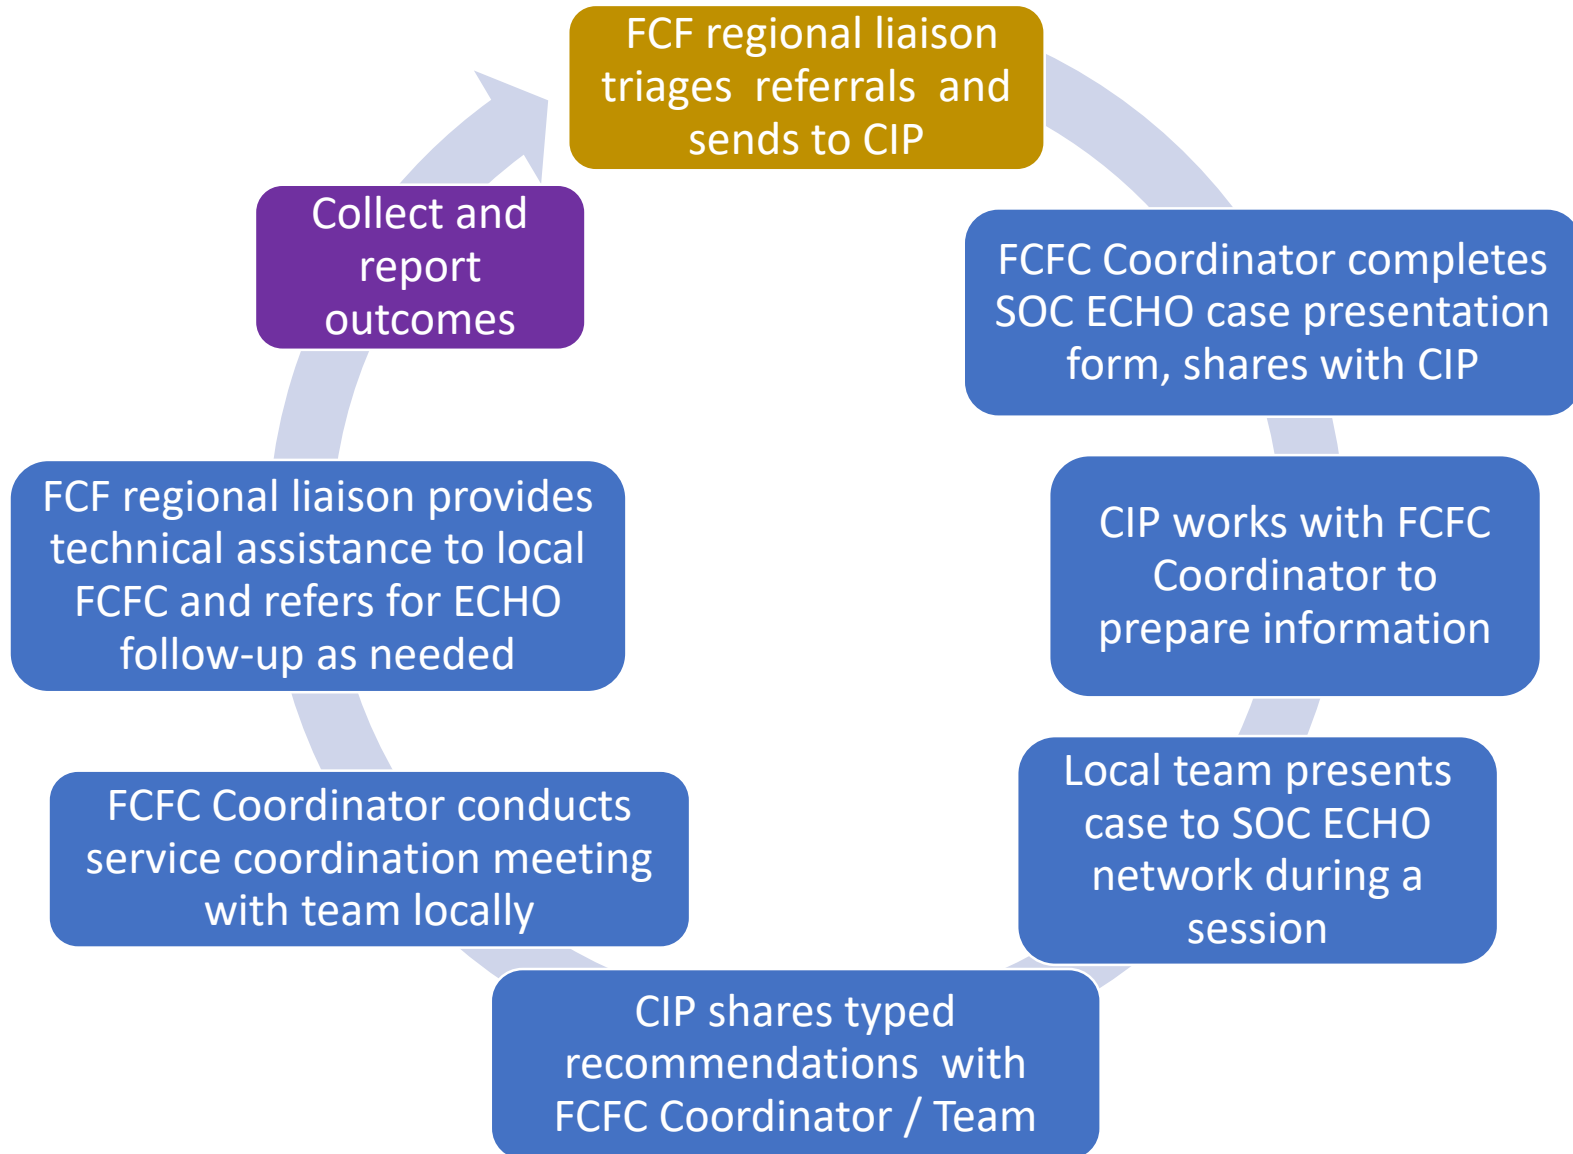 FCF regional liaison
triages referrals and
sends to CIP
FCFC Coordinator completes
SOC ECHO case presentation
form, shares with CIP
CIP works with FCFC
Coordinator to
prepare information
Local team presents
case to SOC ECHO
network during a
session
CIP shares typed
recommendations with
FCFC Coordinator / Team
FCFC Coordinator conducts
service coordination meeting
with team locally
FCF regional liaison provides
technical assistance to local
FCFC and refers for ECHO
follow-up as needed
Collect and
report
outcomes